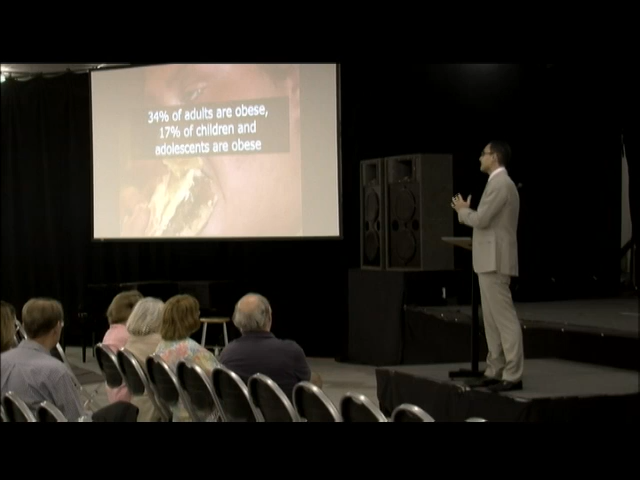 34% of adults are obese,
17% of children and
adolescents are obese